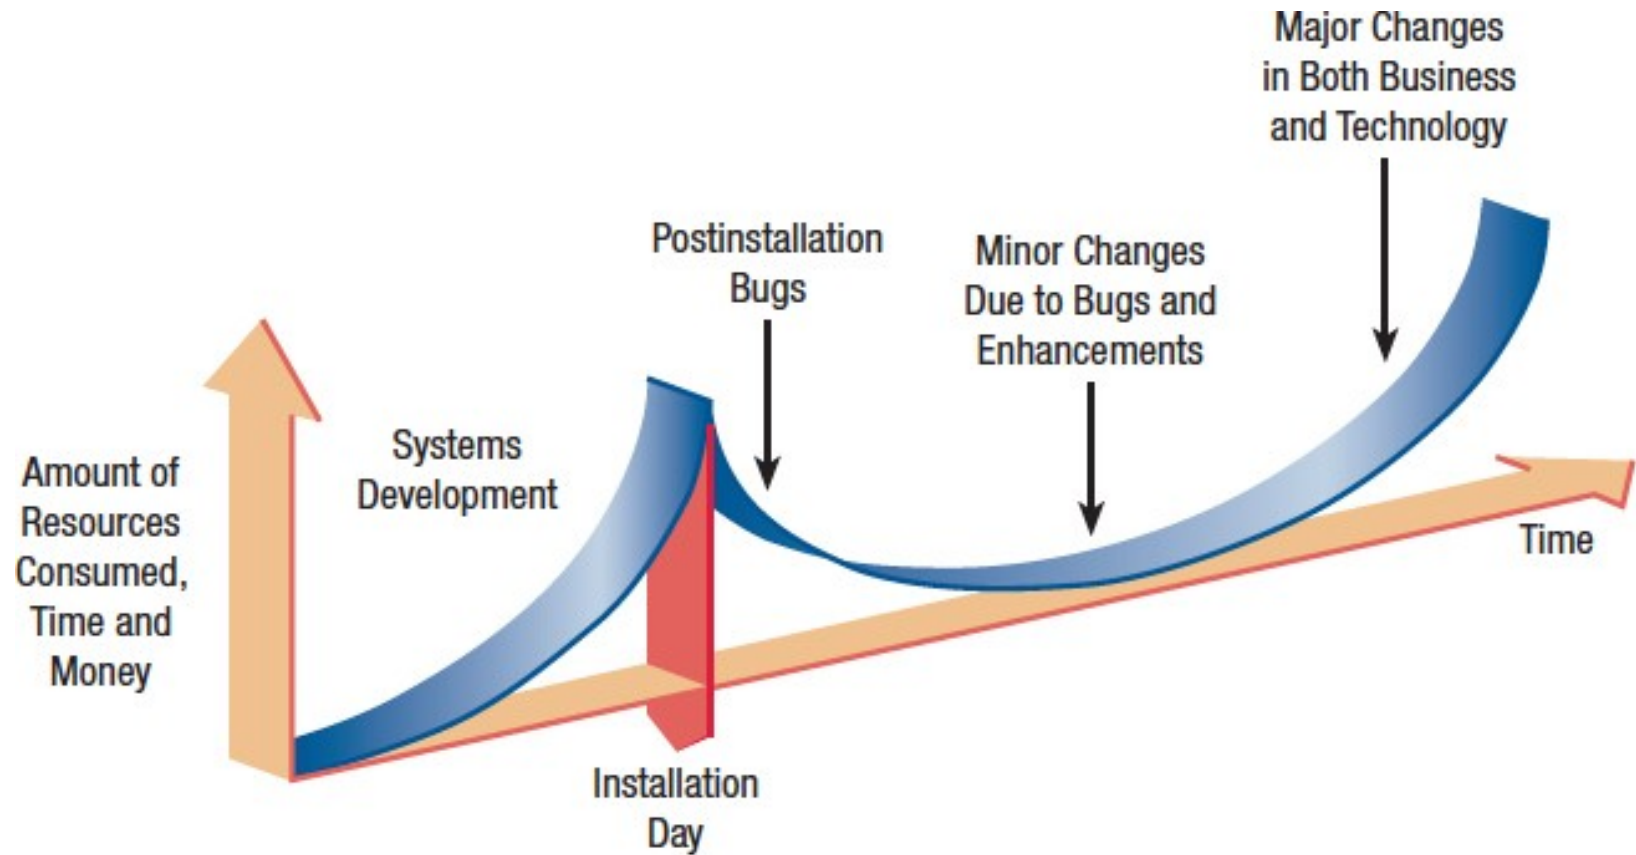 Major Changes
in Both Business
and Technology
Postinstallation
Bugs
Minor Changes
Due to Bugs and
Enhancements
Systems
Development
Amount of
Resources
Consumed,
Time and
Money
Time
Installation
Day